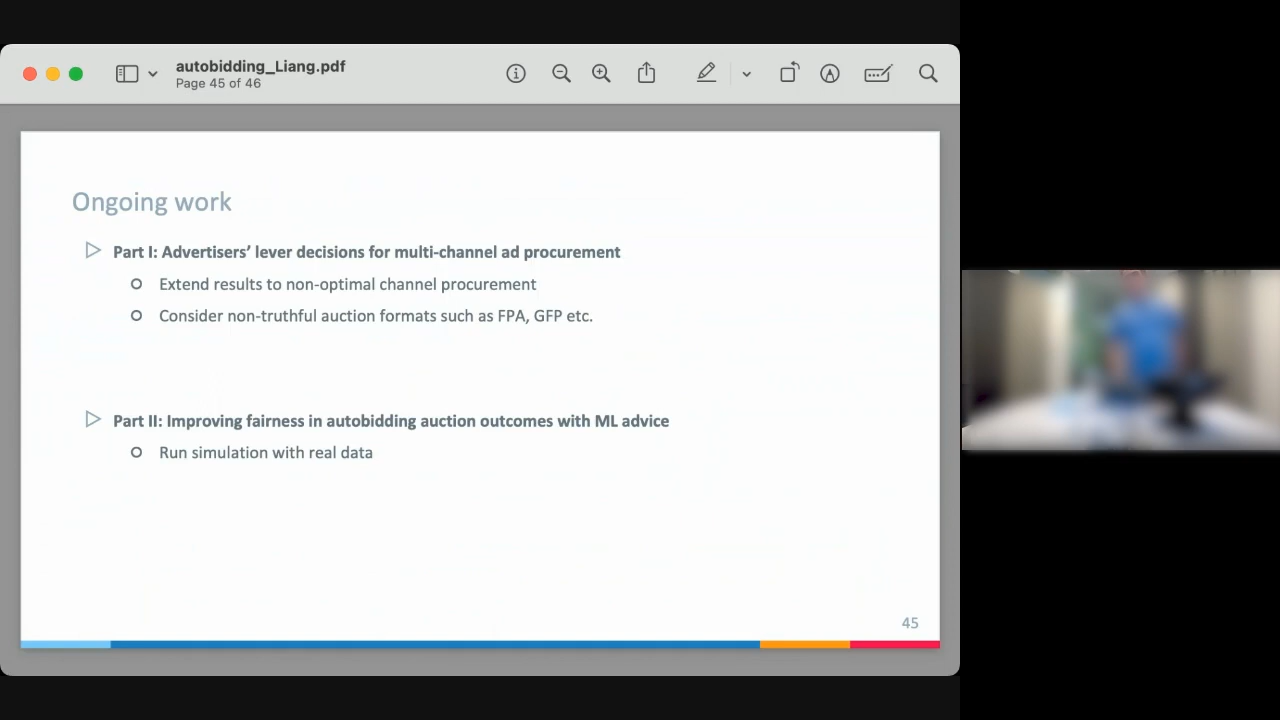 autobidding_Liang.pdf
Page 45 of 46
Ongoing work
Part I: Advertisers’ lever decisions for multi-channel ad procurement
Extend results to non-optimal channel procurement
Consider non-truthful auction formats such as FPA, GFP etc.
Part II: Improving fairness in autobidding auction outcomes with ML advice
Run simulation with real data
45